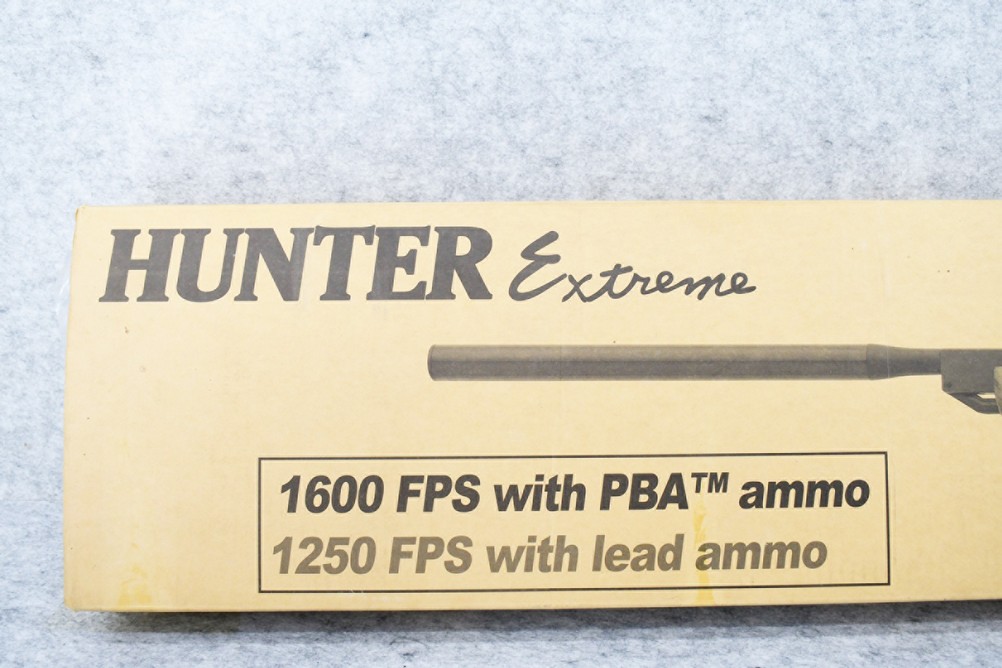 HUNTER Extreme
1600 FPS with PBA™ ammo
1250 FPS with lead ammo